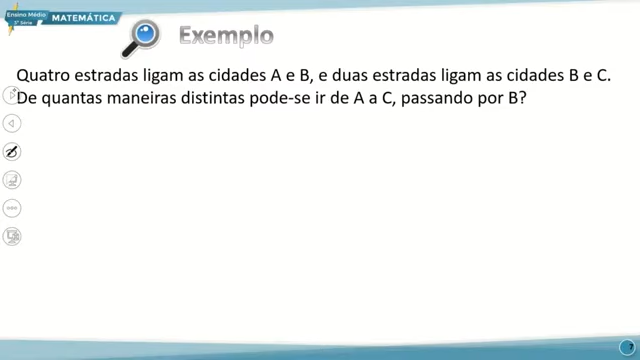 Ensino Médio
3ª Série
MATEMÁTICA
Exemplo
Quatro estradas ligam as cidades A e B, e duas estradas ligam as cidades B e C.
De quantas maneiras distintas pode-se ir de A a C, passando por B?
7